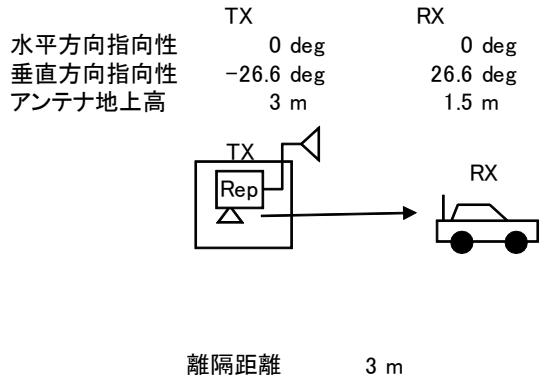 TX RX
水平方向指向性 0 deg 0 deg
垂直方向指向性 -26.6 deg 26.6 deg
アンテナ地上高 3 m 1.5 m
TX
Rep
RX
離隔距離 3 m